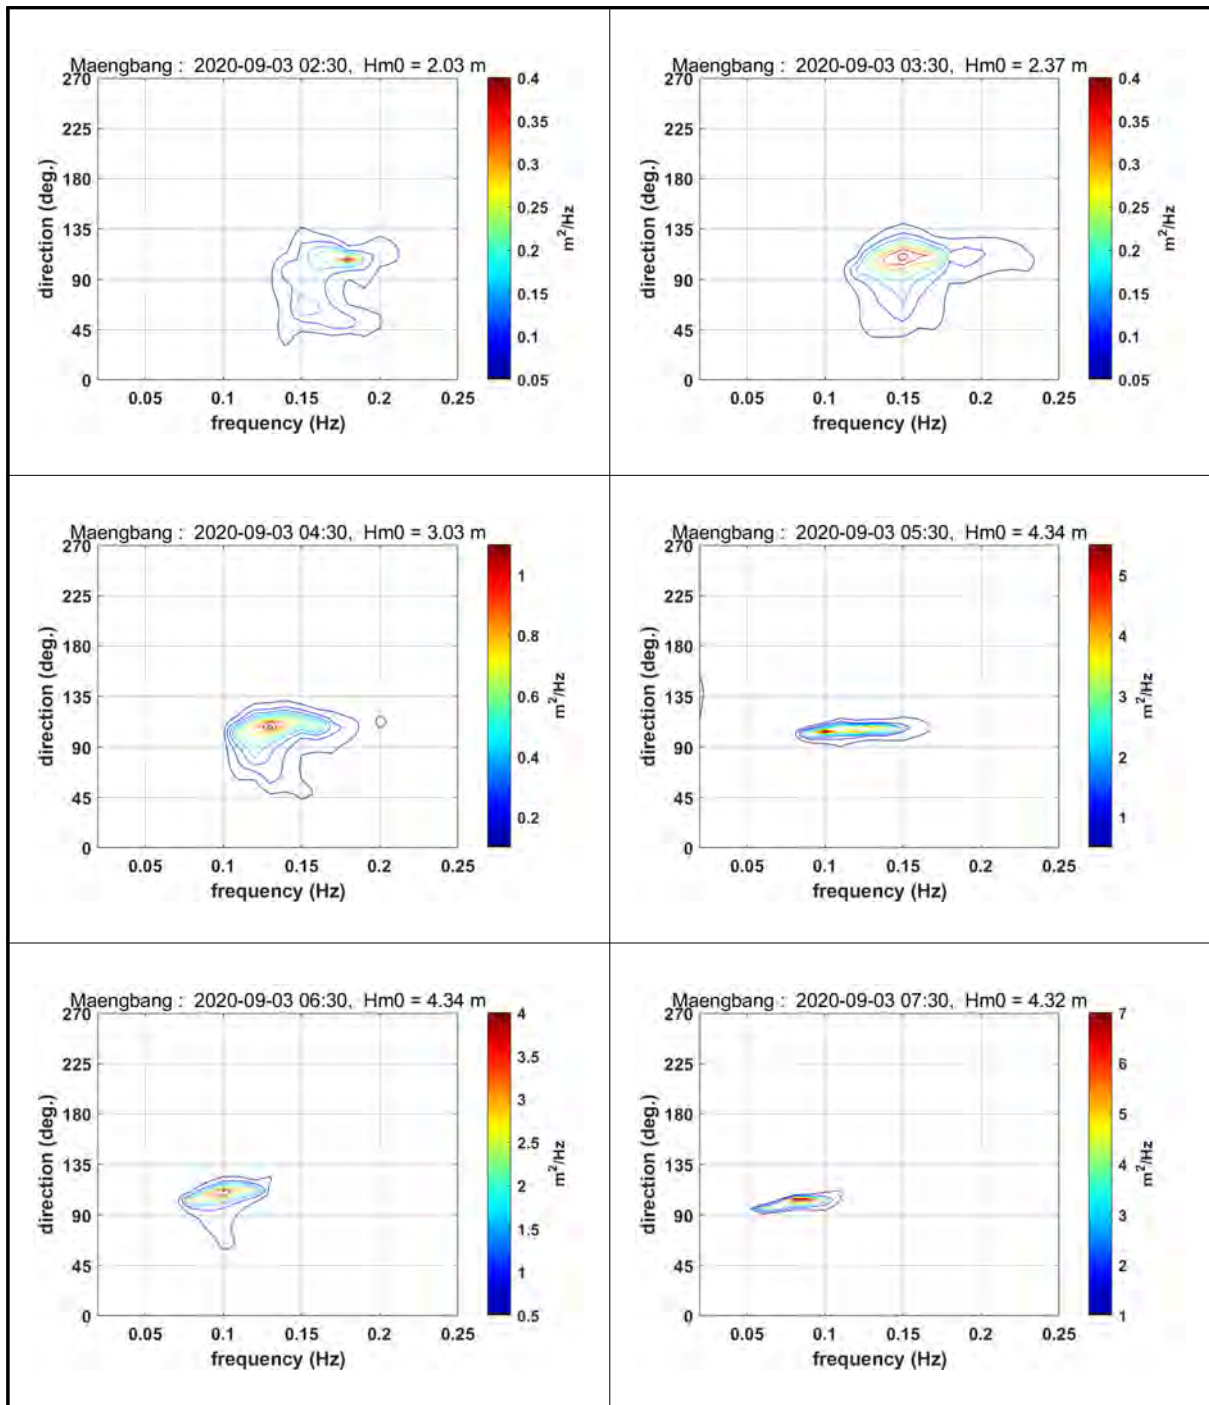 Maengbang : 2020-09-03 02:30, Hm0 = 2.03 m
270
225
180
135
90
45
0
direction (deg.)
0.05 0.1 0.15 0.2 0.25
frequency (Hz)
0.4
0.35
0.3
0.25
0.2
0.15
0.1
0.05
m²/Hz
Maengbang : 2020-09-03 03:30, Hm0 = 2.37 m
270
225
180
135
90
45
0
direction (deg.)
0.05 0.1 0.15 0.2 0.25
frequency (Hz)
0.4
0.35
0.3
0.25
0.2
0.15
0.1
0.05
m²/Hz
Maengbang : 2020-09-03 04:30, Hm0 = 3.03 m
270
225
180
135
90
45
0
direction (deg.)
0.05 0.1 0.15 0.2 0.25
frequency (Hz)
1
0.8
0.6
0.4
0.2
m²/Hz
Maengbang : 2020-09-03 05:30, Hm0 = 4.34 m
270
225
180
135
90
45
0
direction (deg.)
0.05 0.1 0.15 0.2 0.25
frequency (Hz)
5
4
3
2
1
m²/Hz
Maengbang : 2020-09-03 06:30, Hm0 = 4.34 m
270
225
180
135
90
45
0
direction (deg.)
0.05 0.1 0.15 0.2 0.25
frequency (Hz)
4
3.5
3
2.5
2
1.5
1
0.5
m²/Hz
Maengbang : 2020-09-03 07:30, Hm0 = 4.32 m
270
225
180
135
90
45
0
direction (deg.)
0.05 0.1 0.15 0.2 0.25
frequency (Hz)
7
6
5
4
3
2
1
m²/Hz